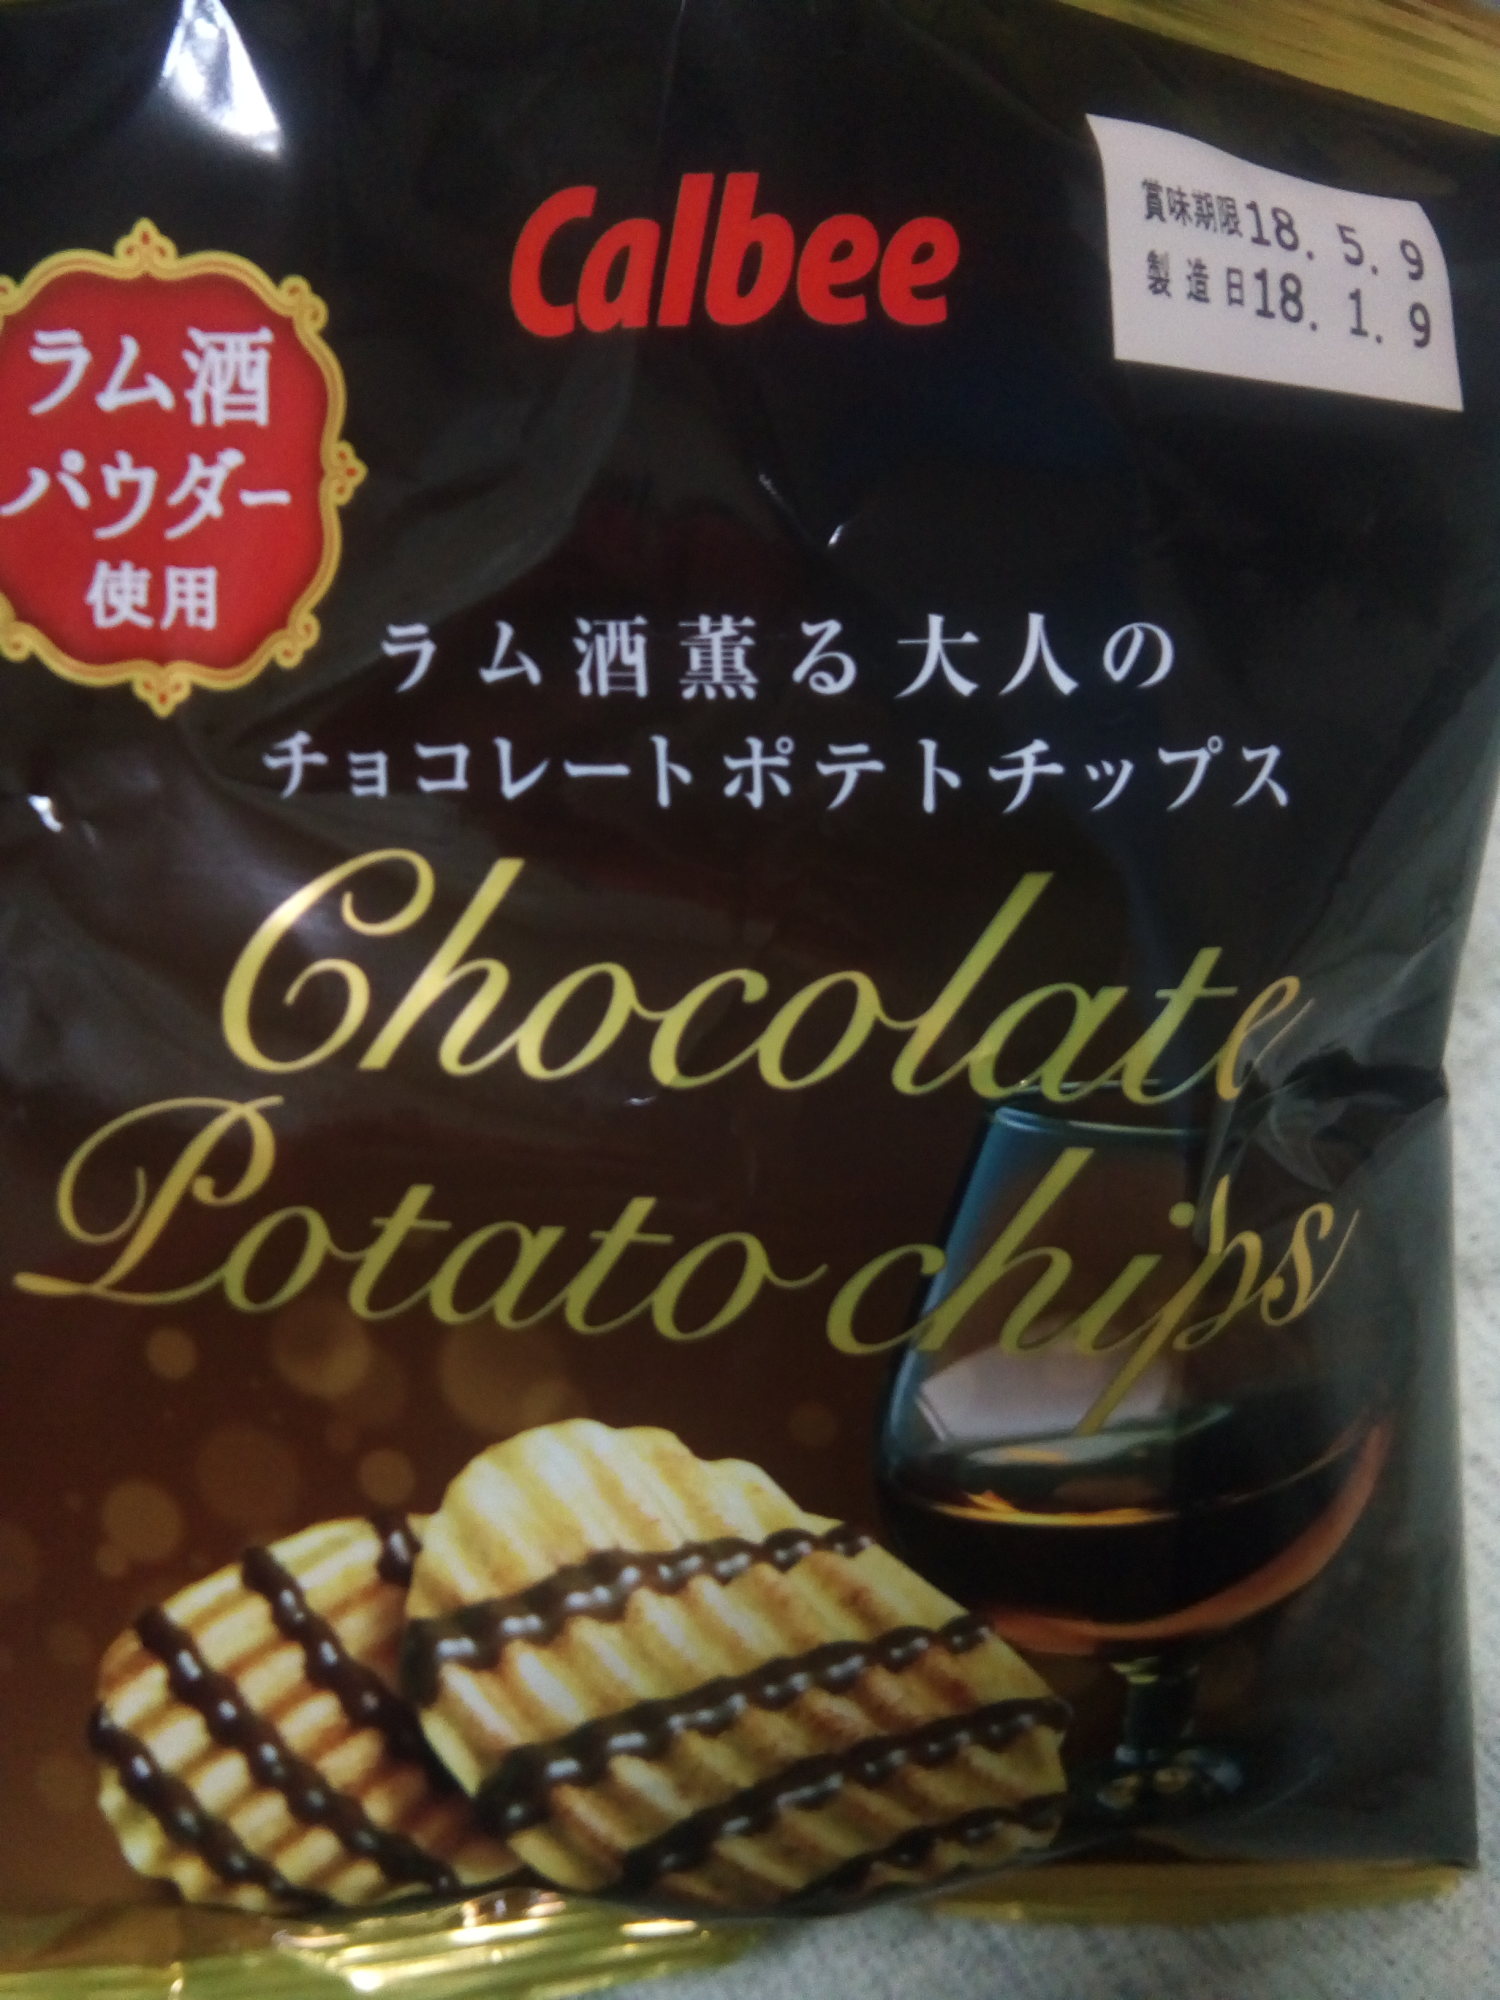 Calbee
賞味期限18. 5. 9
製造日18. 1. 9
ラム酒
パウダー
使用
ラム酒薫る大人の
チョコレートポテトチップス
Chocolate
Potato chips